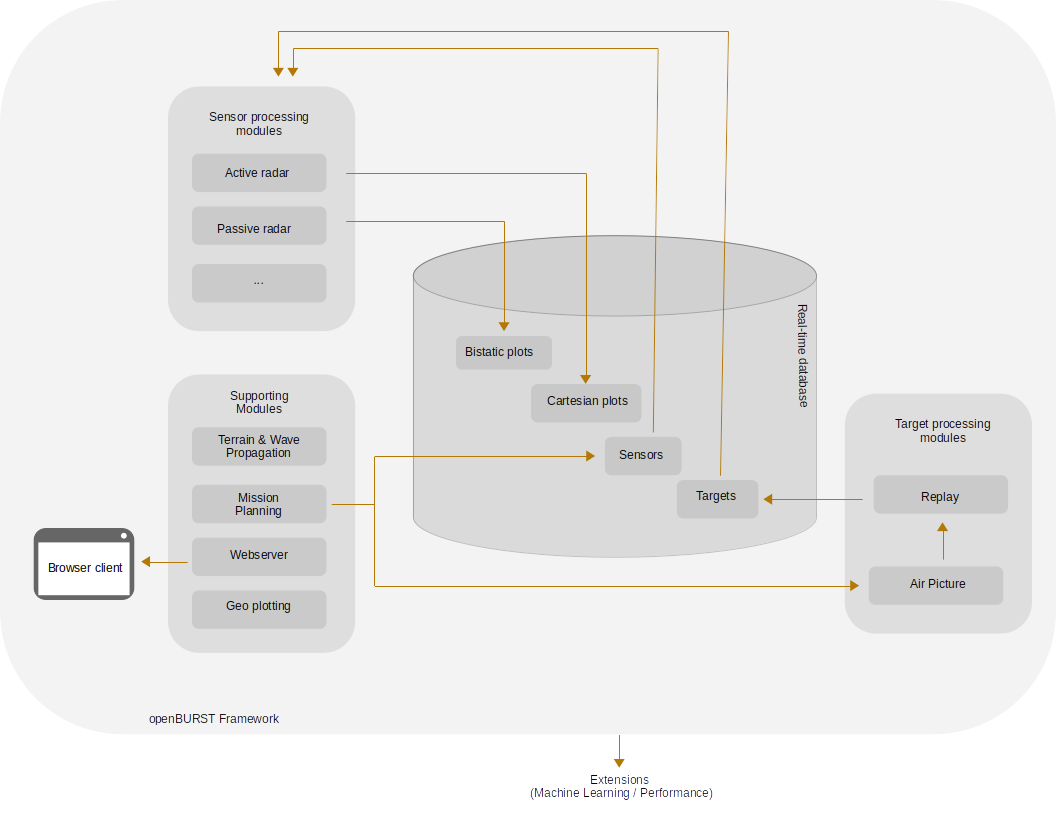 Sensor processing
modules
Active radar
Passive radar
...
Bistatic plots
Cartesian plots
Sensors
Targets
Real-time database
Supporting
Modules
Terrain & Wave
Propagation
Mission
Planning
Webserver
Geo plotting
Browser client
Target processing
modules
Replay
Air Picture
openBURST Framework
Extensions
(Machine Learning / Performance)